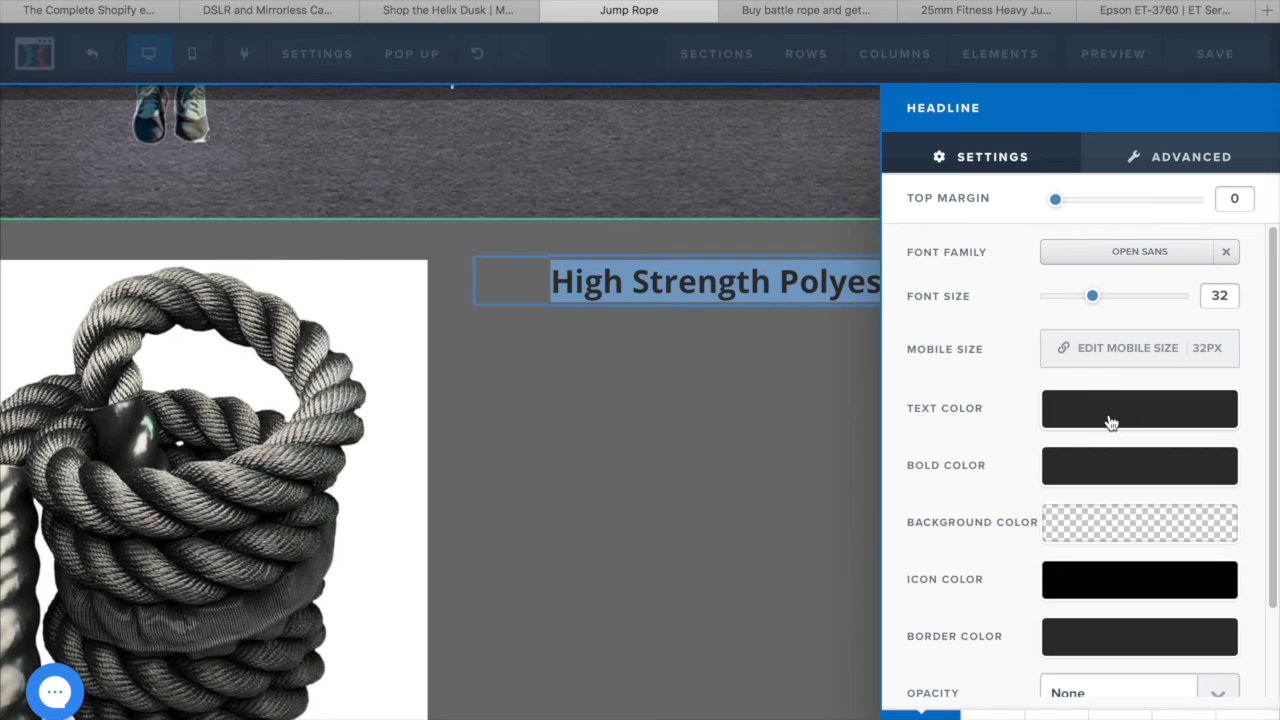 The Complete Shopify e...
DSLR and Mirrorless Ca...
Shop the Helix Dusk | M...
Jump Rope
Buy battle rope and get...
25mm Fitness Heavy Ju...
Epson ET-3760 | ET Ser...
SETTINGS
POP UP
SECTIONS
ROWS
COLUMNS
ELEMENTS
PREVIEW
SAVE
HEADLINE
SETTINGS
ADVANCED
TOP MARGIN
0
FONT FAMILY
OPEN SANS
FONT SIZE
32
MOBILE SIZE
EDIT MOBILE SIZE 32PX
TEXT COLOR
BOLD COLOR
BACKGROUND COLOR
ICON COLOR
BORDER COLOR
OPACITY
None
High Strength Polyes